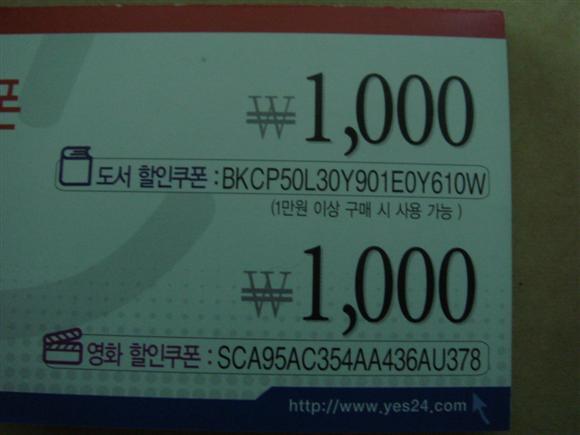 폰
₩1,000
도서 할인쿠폰 : BKCP50L30Y901E0Y610W
(1만원 이상 구매 시 사용 가능)
₩1,000
영화 할인쿠폰 : SCA95AC354AA436AU378
http://www.yes24.com